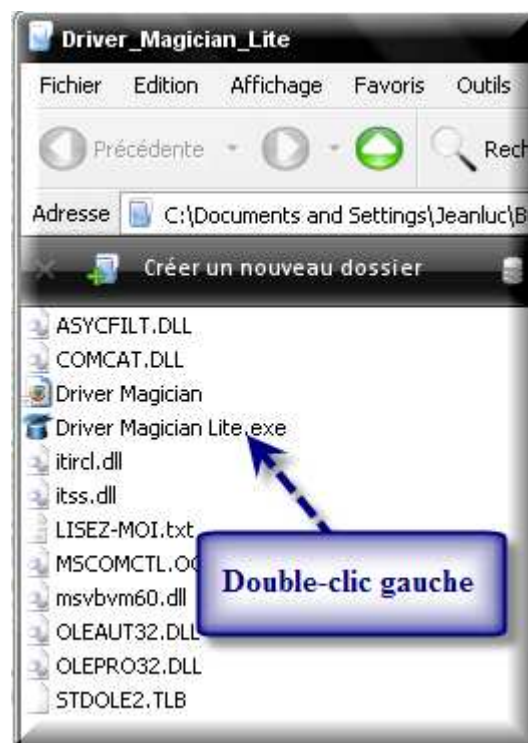 Driver_Magician_Lite
Fichier Edition Affichage Favoris Outils
Précédente Rech
Adresse C:\Documents and Settings\Jeanluc\B
Créer un nouveau dossier
ASYCFILT.DLL
COMCAT.DLL
Driver Magician
Driver Magician Lite.exe
itircl.dll
itss.dll
LISEZ-MOI.txt
MSCOMCTL.OC
msvbvm60.dll
OLEAUT32.DLL
OLEPRO32.DLL
STDOLE2.TLB
Double-clic gauche